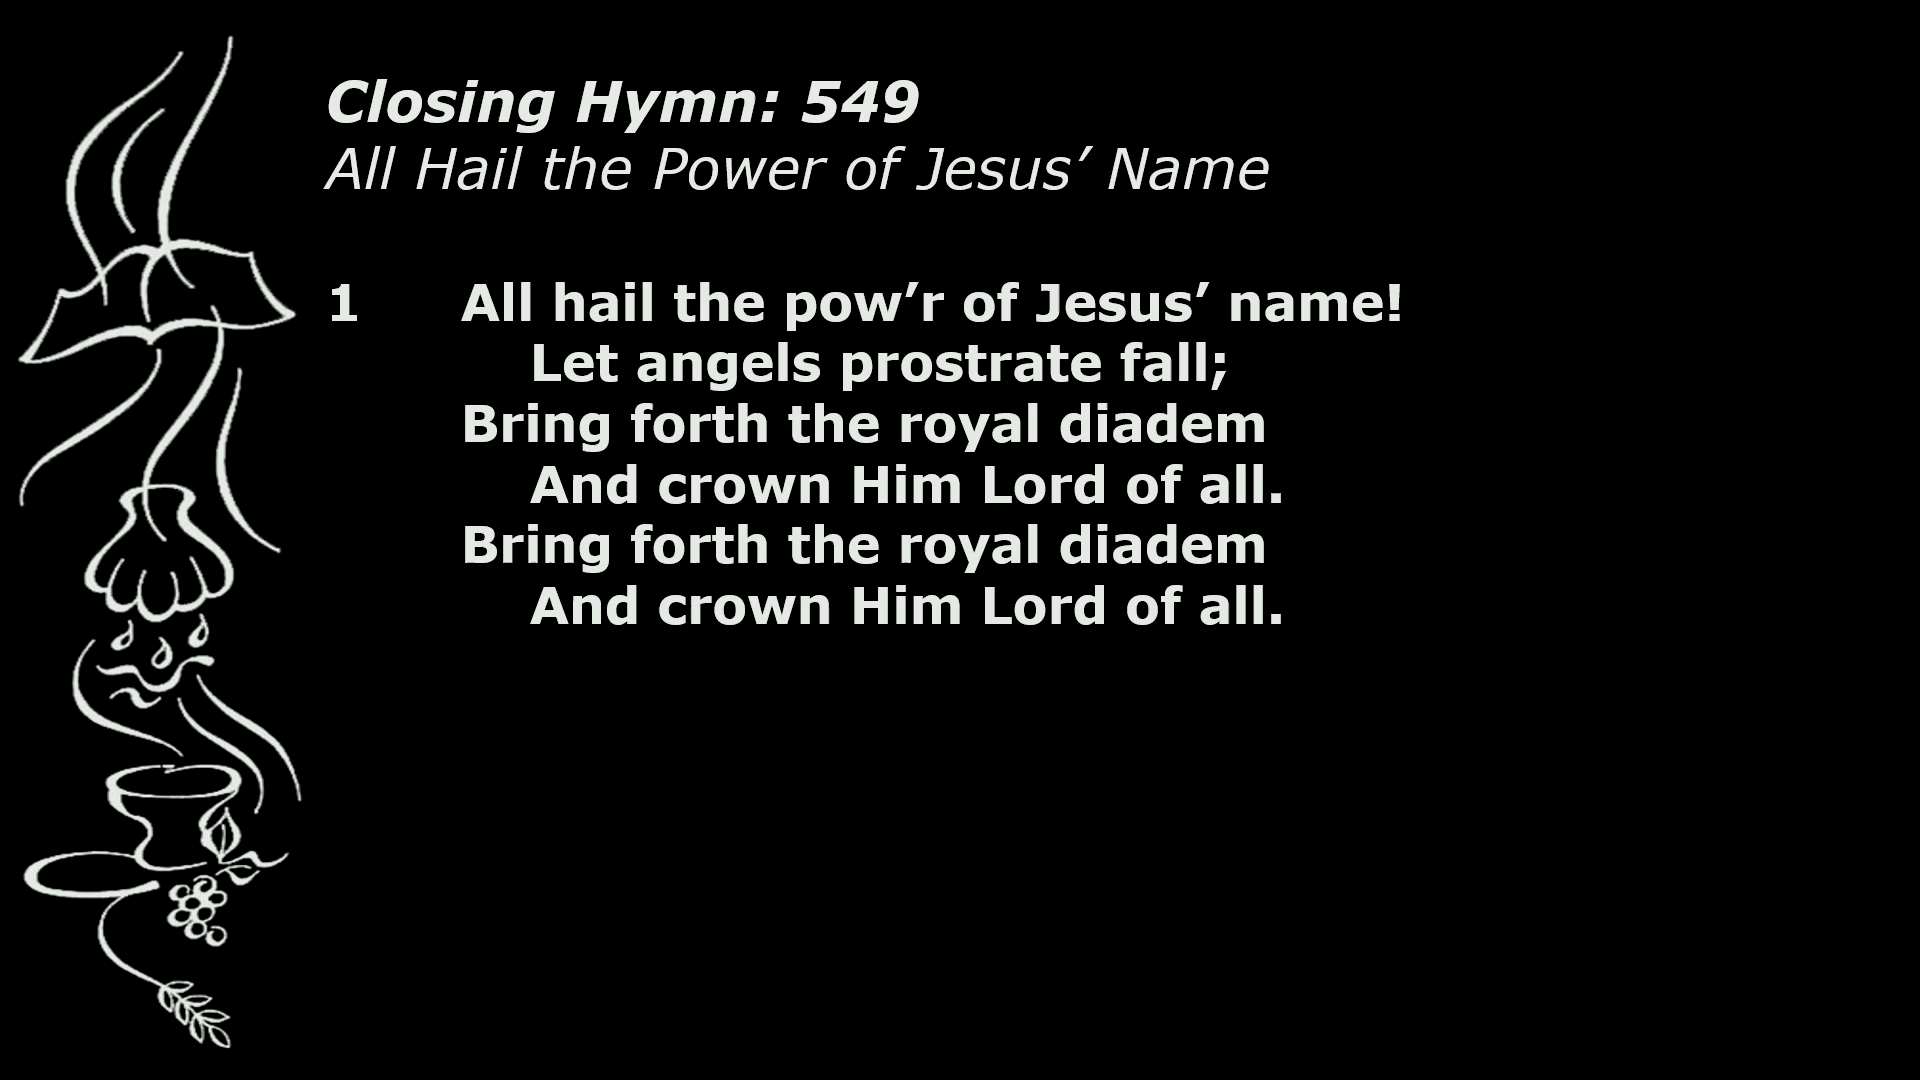 Closing Hymn: 549
All Hail the Power of Jesus’ Name
1 All hail the pow’r of Jesus’ name!
Let angels prostrate fall;
Bring forth the royal diadem
And crown Him Lord of all.
Bring forth the royal diadem
And crown Him Lord of all.